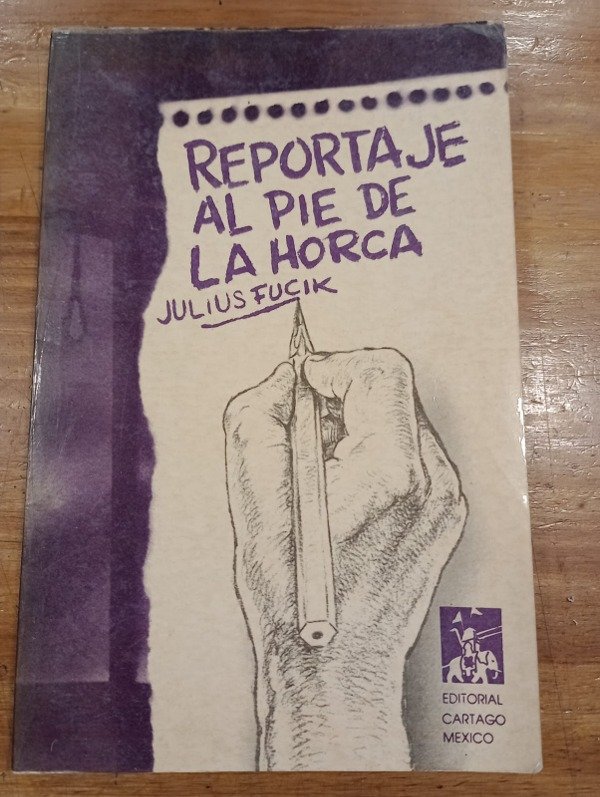 REPORTAJE
AL PIE DE
LA HORCA
JULIUS FUCIK
EDITORIAL
CARTAGO
MEXICO